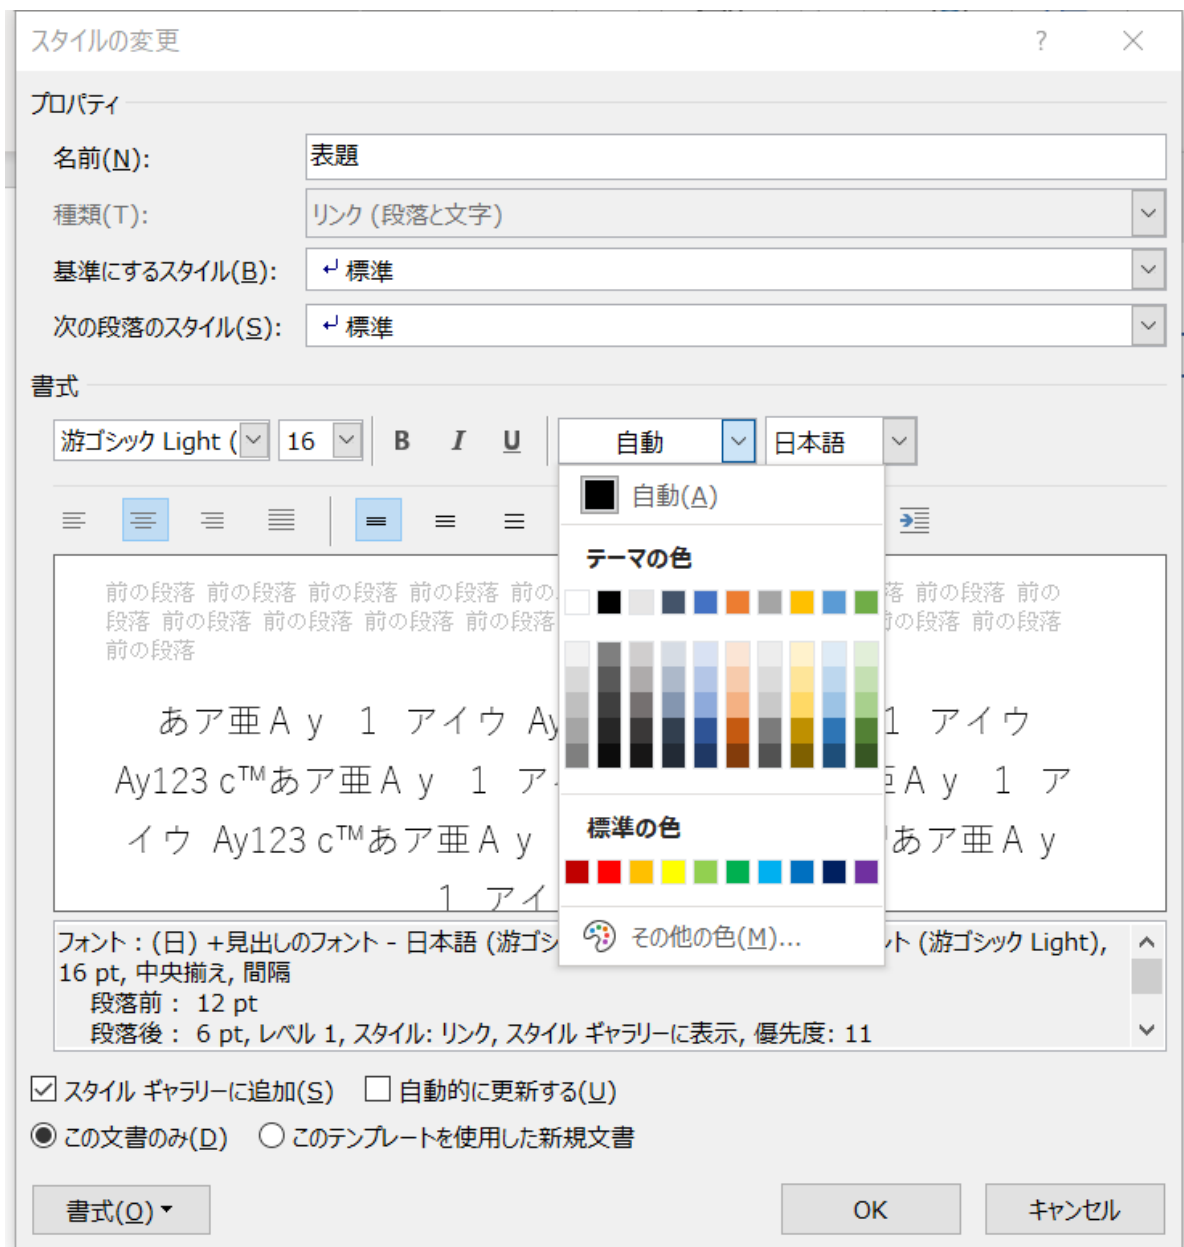 スタイルの変更
?
プロパティ
名前(N): 表題
種類(T): リンク (段落と文字)
基準にするスタイル(B): 標準
次の段落のスタイル(S): 標準
書式
游ゴシック Light ( 16 B I U 自動 日本語
自動(A)
テーマの色
標準の色
その他の色(M)...
前の段落 前の段落 前の段落 前の段落 前の 落 前の段落 前の
段落 前の段落 前の段落 前の段落 前の段落 の段落 前の段落
前の段落
あア亜Ａｙ　１　アイウ Ay 1 アイウ
Ay123 c™あア亜Ａｙ　１　ア Ａｙ　１　ア
イウ Ay123 c™あア亜Ａｙ あア亜Ａｙ
１　アイ
フォント : (日) +見出しのフォント - 日本語 (游ゴシ ント (游ゴシック Light),
16 pt, 中央揃え, 間隔
段落前 : 12 pt
段落後 : 6 pt, レベル 1, スタイル: リンク, スタイル ギャラリーに表示, 優先度: 11
スタイル ギャラリーに追加(S) 自動的に更新する(U)
この文書のみ(D) このテンプレートを使用した新規文書
書式(O) OK キャンセル